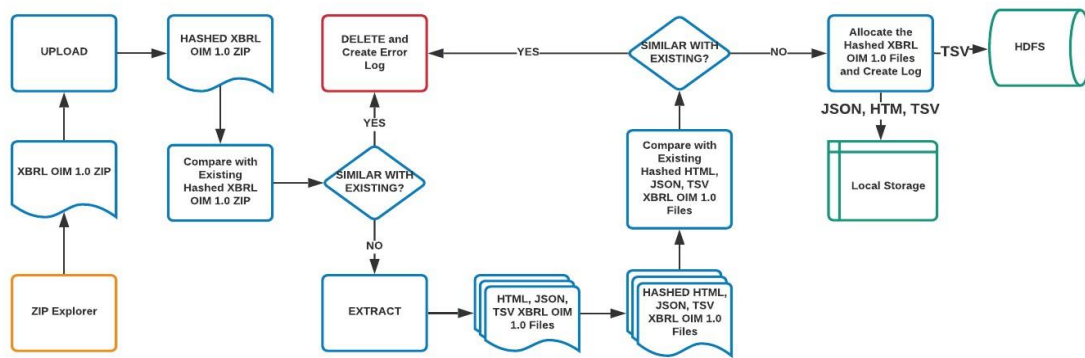 UPLOAD
HASHED XBRL
OIM 1.0 ZIP
DELETE and
Create Error
Log
YES
SIMILAR WITH
EXISTING?
NO
Allocate the
Hashed XBRL
OIM 1.0 Files
and Create Log
TSV
HDFS
JSON, HTM, TSV
Local Storage
XBRL OIM 1.0 ZIP
Compare with
Existing
Hashed XBRL
OIM 1.0 ZIP
YES
SIMILAR WITH
EXISTING?
NO
Compare with
Existing
Hashed HTML,
JSON, TSV
XBRL OIM 1.0
Files
ZIP Explorer
EXTRACT
HTML, JSON,
TSV XBRL OIM
1.0 Files
HASHED HTML,
JSON, TSV
XBRL OIM 1.0
Files